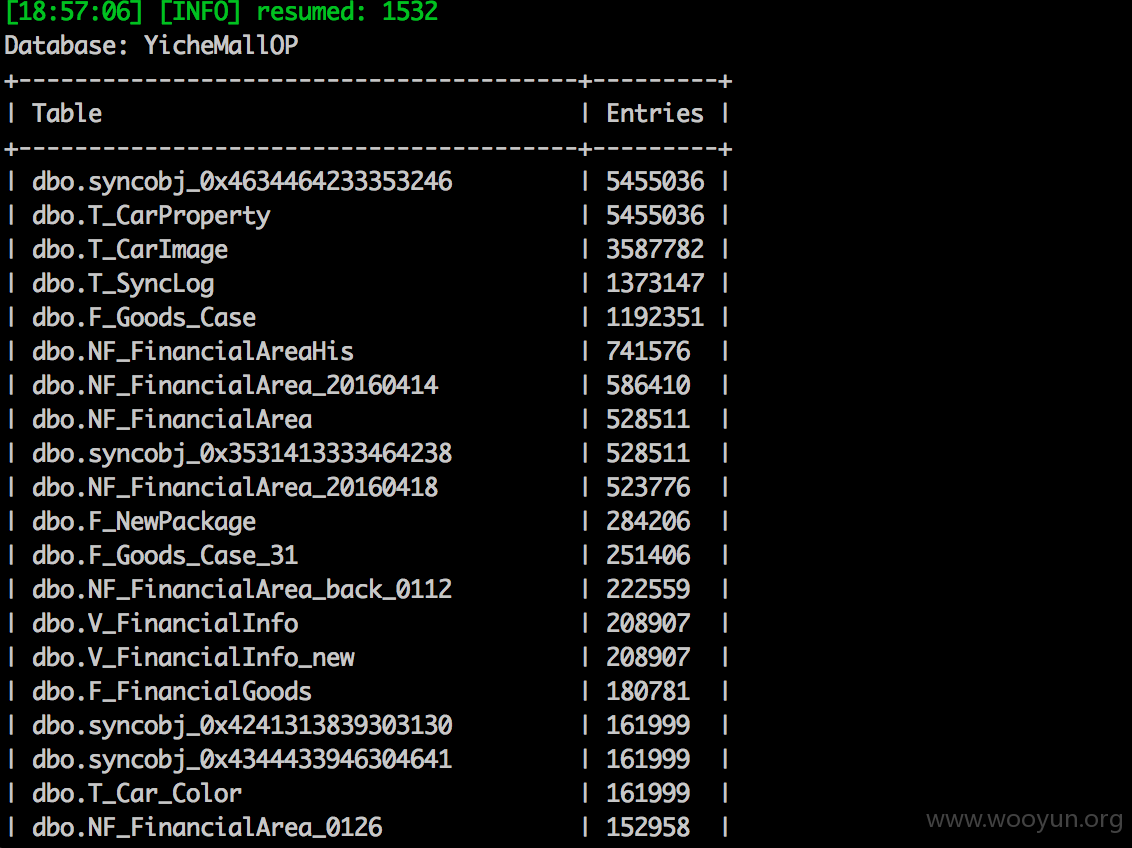 [18:57:06] [INFO] resumed: 1532
Database: YicheMallOP
+----------------------------------------+---------+
| Table                                  | Entries |
+----------------------------------------+---------+
| dbo.syncobj_0x4634464233353246         | 5455036 |
| dbo.T_CarProperty                      | 5455036 |
| dbo.T_CarImage                         | 3587782 |
| dbo.T_SyncLog                          | 1373147 |
| dbo.F_Goods_Case                       | 1192351 |
| dbo.NF_FinancialAreaHis                | 741576  |
| dbo.NF_FinancialArea_20160414          | 586410  |
| dbo.NF_FinancialArea                   | 528511  |
| dbo.syncobj_0x3531413333464238         | 528511  |
| dbo.NF_FinancialArea_20160418          | 523776  |
| dbo.F_NewPackage                       | 284206  |
| dbo.F_Goods_Case_31                    | 251406  |
| dbo.NF_FinancialArea_back_0112         | 222559  |
| dbo.V_FinancialInfo                    | 208907  |
| dbo.V_FinancialInfo_new                | 208907  |
| dbo.F_FinancialGoods                   | 180781  |
| dbo.syncobj_0x4241313839303130         | 161999  |
| dbo.syncobj_0x4344433946304641         | 161999  |
| dbo.T_Car_Color                        | 161999  |
| dbo.NF_FinancialArea_0126              | 152958  |
www.wooyun.org